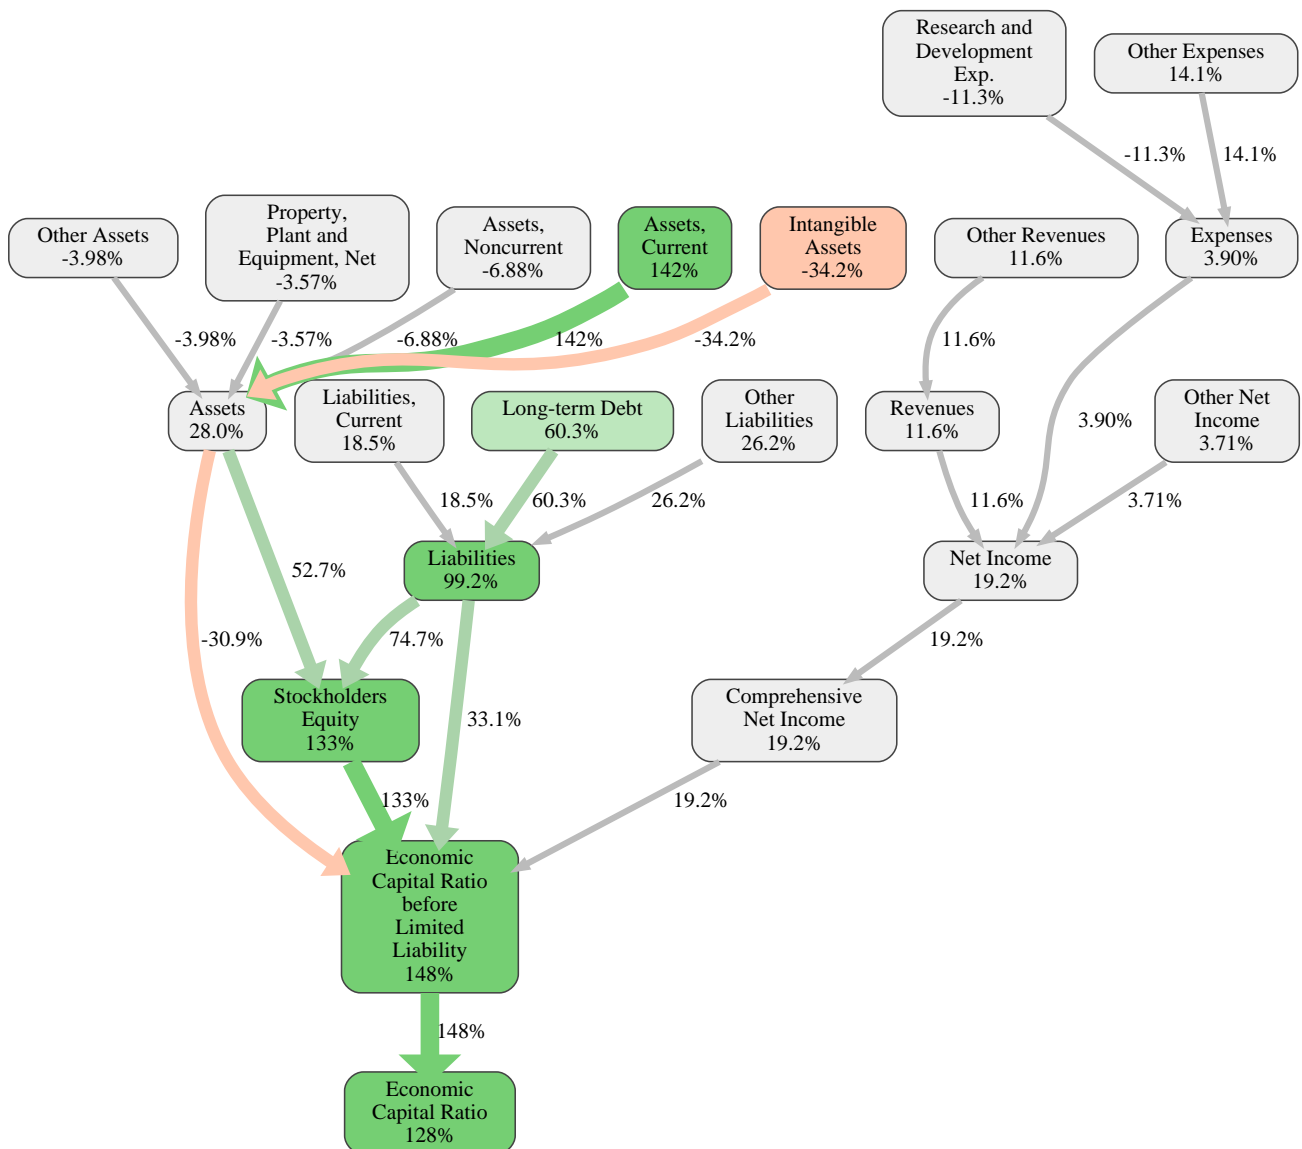 Research and
Development
Exp.
-11.3%
Other Expenses
14.1%
-11.3%
14.1%
Other Assets
-3.98%
Property,
Plant and
Equipment, Net
-3.57%
Assets,
Noncurrent
-6.88%
Assets,
Current
142%
Intangible
Assets
-34.2%
Other Revenues
11.6%
Expenses
3.90%
-3.98%
-3.57%
-6.88%
142%
-34.2%
11.6%
Assets
28.0%
Liabilities,
Current
18.5%
Long-term Debt
60.3%
Other
Liabilities
26.2%
Revenues
11.6%
3.90%
Other Net
Income
3.71%
18.5%
60.3%
26.2%
11.6%
3.71%
52.7%
Liabilities
99.2%
Net Income
19.2%
-30.9%
74.7%
19.2%
Stockholders
Equity
133%
33.1%
Comprehensive
Net Income
19.2%
133%
19.2%
Economic
Capital Ratio
before
Limited
Liability
148%
148%
Economic
Capital Ratio
128%